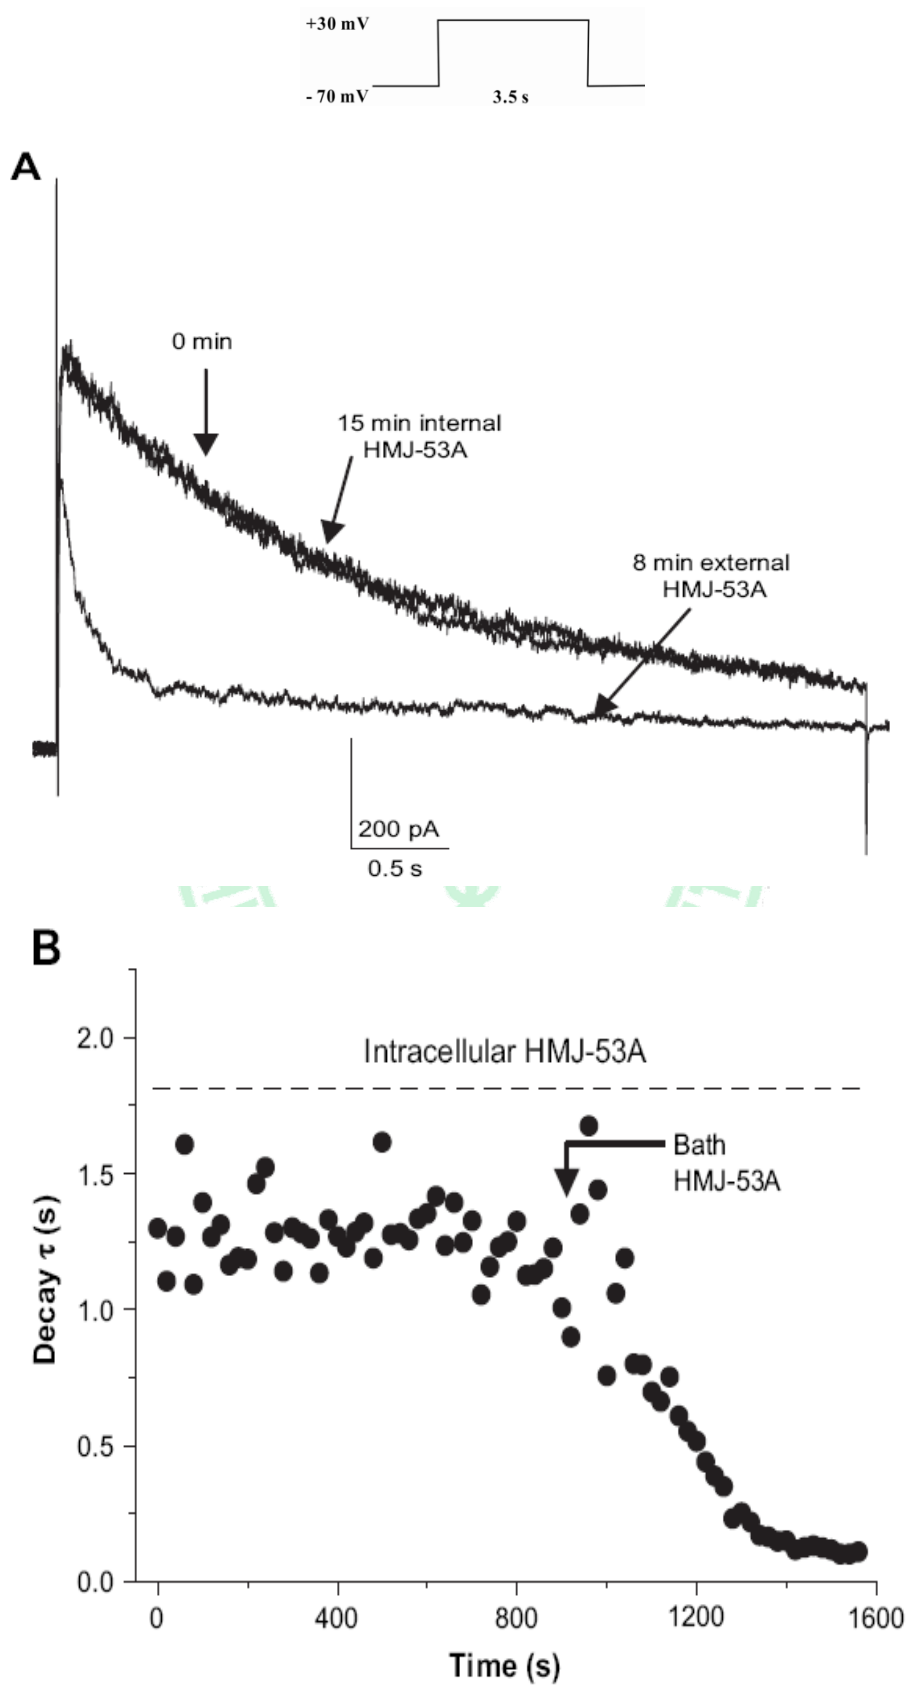 +30 mV
- 70 mV
3.5 s
A
0 min
15 min internal
HMJ-53A
8 min external
HMJ-53A
200 pA
0.5 s
B
2.0
1.5
1.0
0.5
0.0
Decay τ (s)
Intracellular HMJ-53A
Bath
HMJ-53A
0
400
800
1200
1600
Time (s)